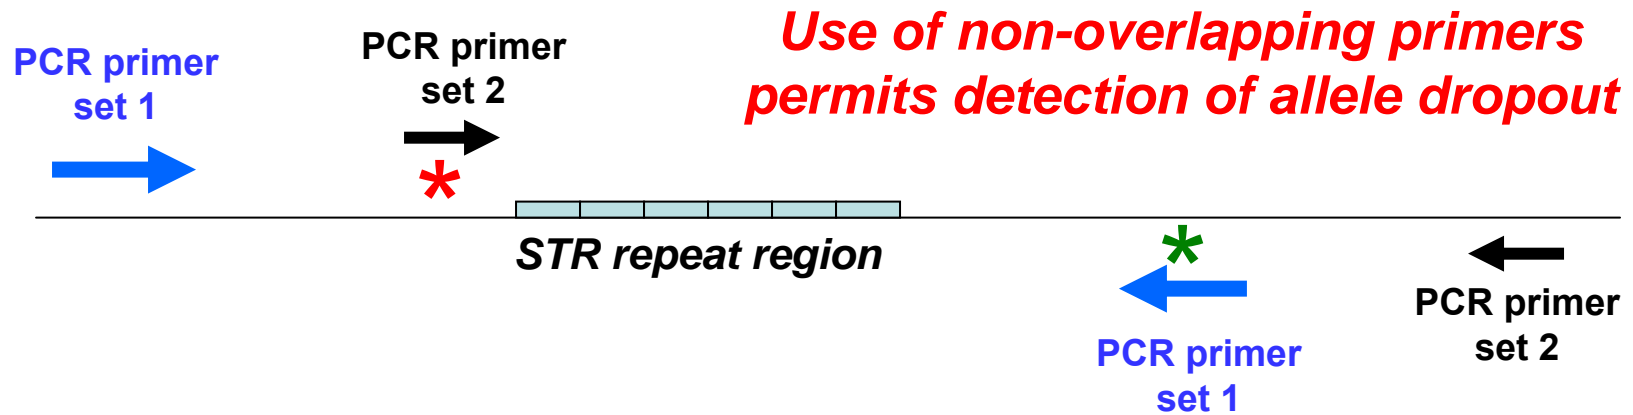 PCR primer
set 1
PCR primer
set 2
Use of non-overlapping primers
permits detection of allele dropout
*
STR repeat region
*
PCR primer
set 1
PCR primer
set 2